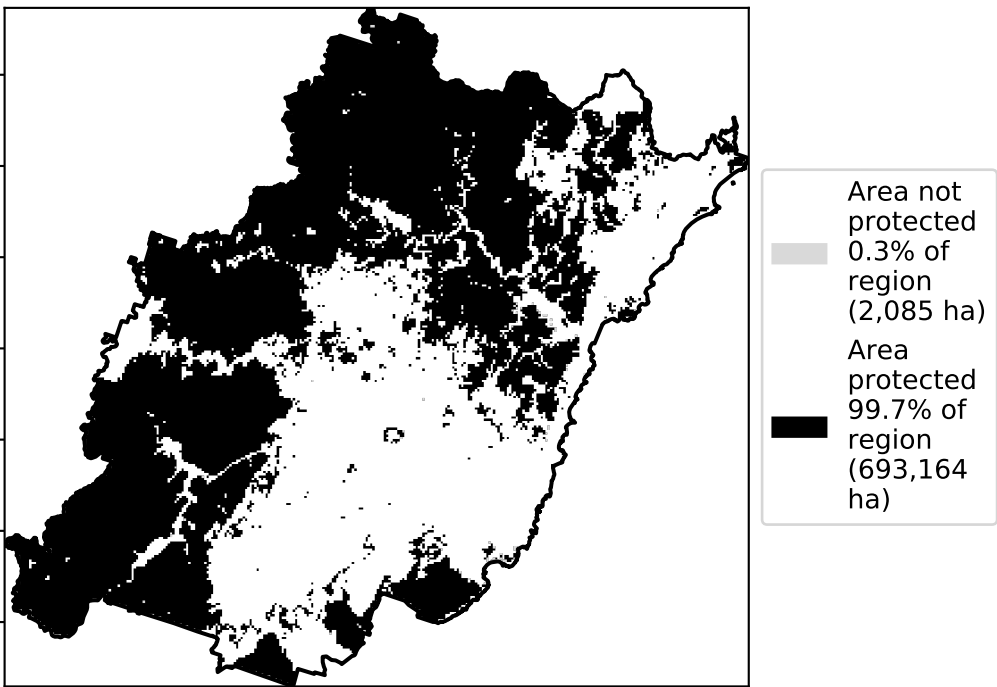 Area not
protected
0.3% of
region
(2,085 ha)
Area
protected
99.7% of
region
(693,164
ha)